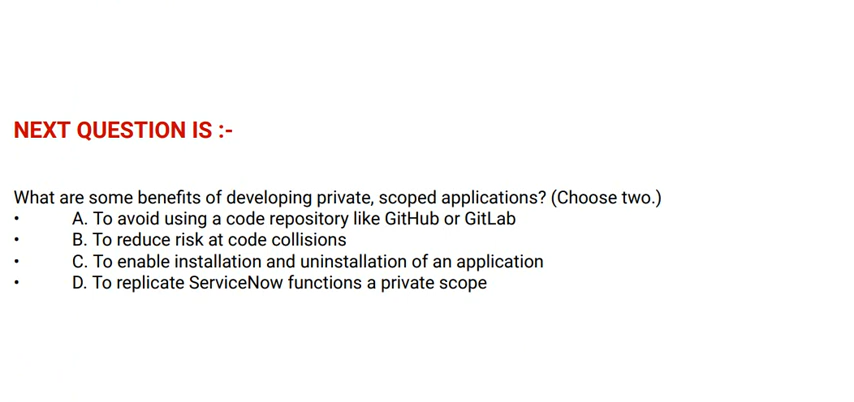 NEXT QUESTION IS :-
What are some benefits of developing private, scoped applications? (Choose two.)
• A. To avoid using a code repository like GitHub or GitLab
• B. To reduce risk at code collisions
• C. To enable installation and uninstallation of an application
• D. To replicate ServiceNow functions a private scope